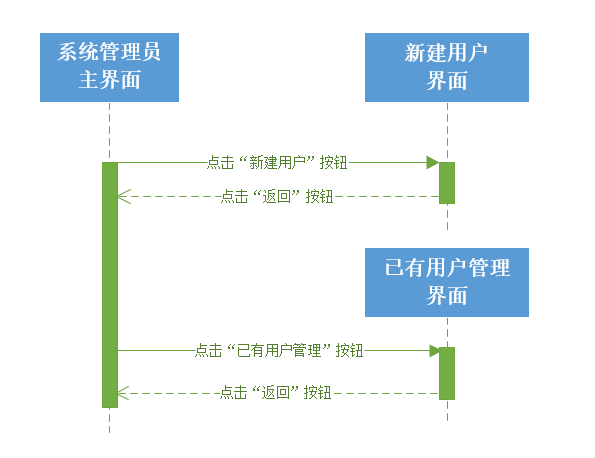 系统管理员
主界面
新建用户
界面
点击“新建用户”按钮
点击“返回”按钮
已有用户管理
界面
点击“已有用户管理”按钮
点击“返回”按钮